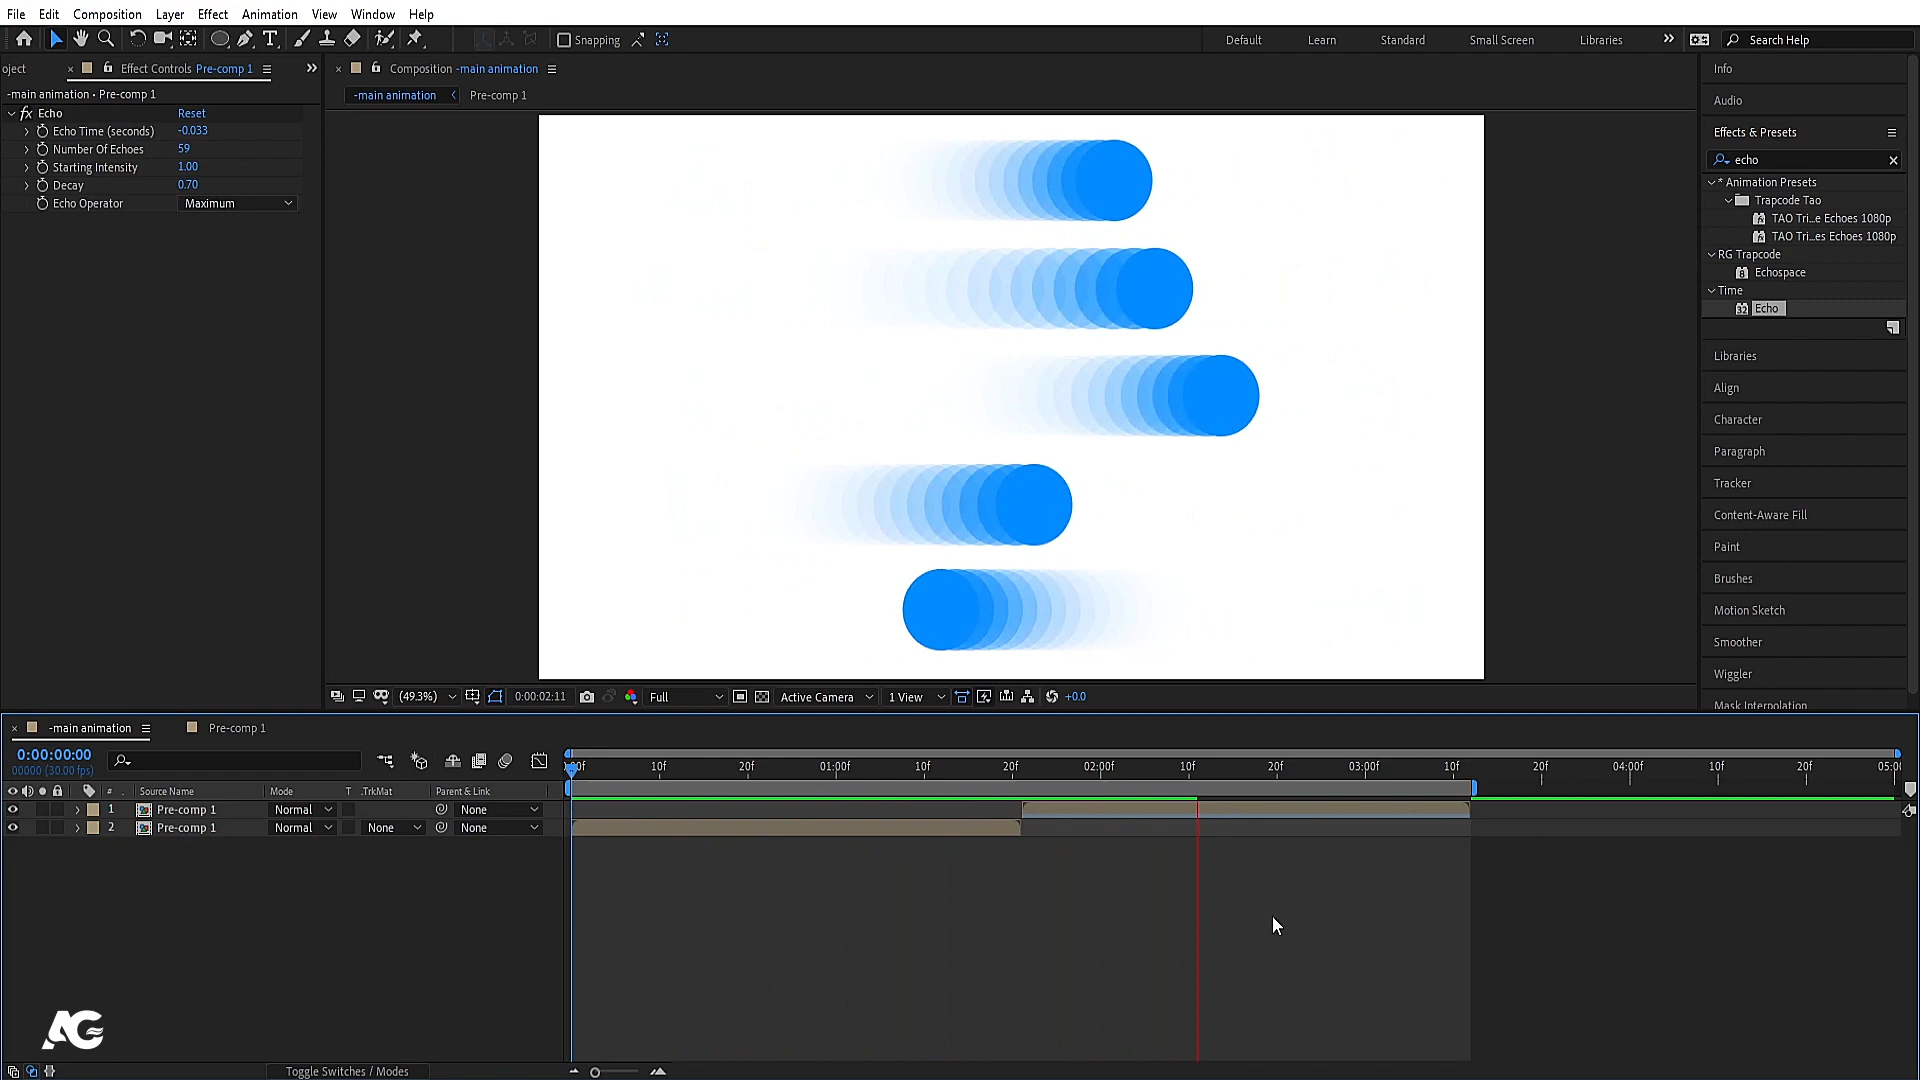 File Edit Composition Layer Effect Animation View Window Help
Snapping Default Learn Standard Small Screen Libraries Search Help
oject Effect Controls Pre-comp 1
-main animation • Pre-comp 1
fx Echo Reset
Echo Time (seconds) -0.033
Number Of Echoes 59
Starting Intensity 1.00
Decay 0.70
Echo Operator Maximum
Composition -main animation
-main animation Pre-comp 1
(49.3%) 0:00:02:11 Full Active Camera 1 View +0.0
Info
Audio
Effects & Presets
echo
* Animation Presets
Trapcode Tao
TAO Tri...e Echoes 1080p
TAO Tri...es Echoes 1080p
RG Trapcode
Echospace
Time
32 Echo
Libraries
Align
Character
Paragraph
Tracker
Content-Aware Fill
Paint
Brushes
Motion Sketch
Smoother
Wiggler
Mask Interpolation
-main animation Pre-comp 1
0:00:00:00
00000 (30.00 fps)
10f 20f 01:00f 10f 20f 02:00f 10f 20f 03:00f 10f 20f 04:00f 10f 20f
# Source Name Mode T .TrkMat Parent & Link
1 Pre-comp 1 Normal None
2 Pre-comp 1 Normal None None
AG
Toggle Switches / Modes